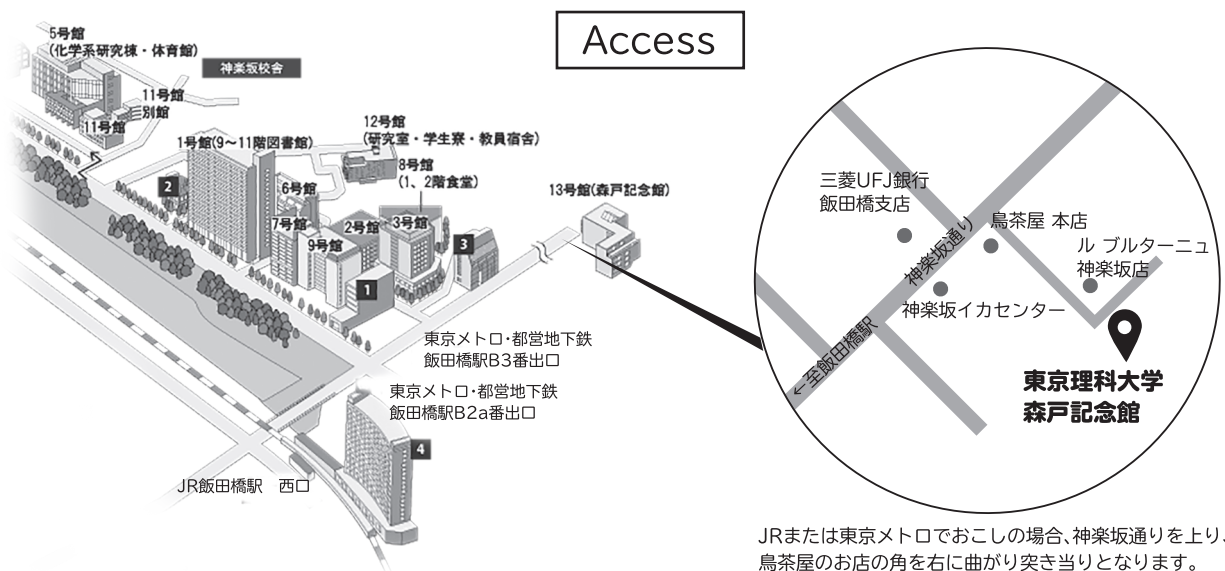 Access
5号館
(化学系研究棟・体育館)
神楽坂校舎
11号館
別館
11号館
1号館(9～11階図書館)
12号館
(研究室・学生寮・教員宿舎)
8号館
(1、2階食堂)
13号館(森戸記念館)
2
6号館
7号館
2号館
3号館
9号館
3
1
東京メトロ・都営地下鉄
飯田橋駅B3番出口
東京メトロ・都営地下鉄
飯田橋駅B2a番出口
4
JR飯田橋駅　西口
三菱UFJ銀行
飯田橋支店
神楽坂通り
鳥茶屋 本店
ル ブルターニュ
神楽坂店
神楽坂イカセンター
←至飯田橋駅
東京理科大学
森戸記念館
JRまたは東京メトロでおこしの場合、神楽坂通りを上り、
鳥茶屋のお店の角を右に曲がり突き当りとなります。